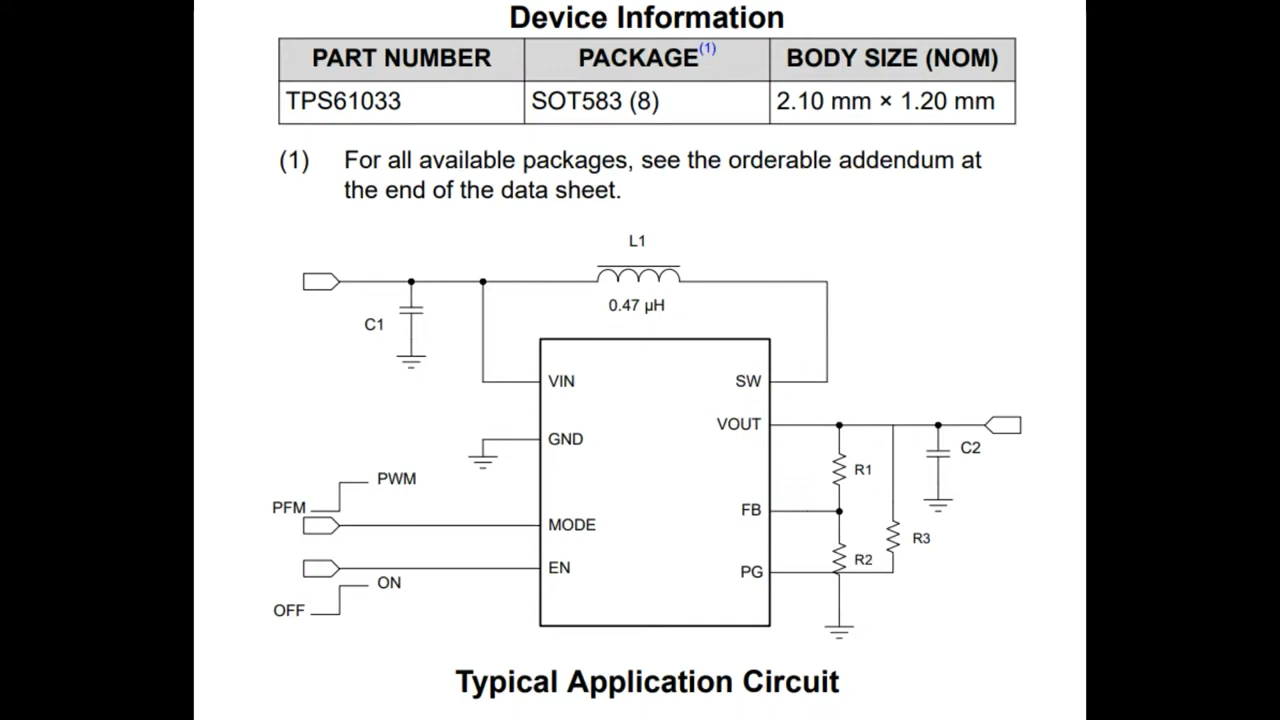 Device Information
PART NUMBER PACKAGE(1) BODY SIZE (NOM)
TPS61033 SOT583 (8) 2.10 mm × 1.20 mm
(1) For all available packages, see the orderable addendum at
the end of the data sheet.
L1
0.47 µH
C1
VIN
SW
VOUT
GND
C2
R1
PWM
PFM
FB
MODE
R3
R2
EN
PG
ON
OFF
Typical Application Circuit